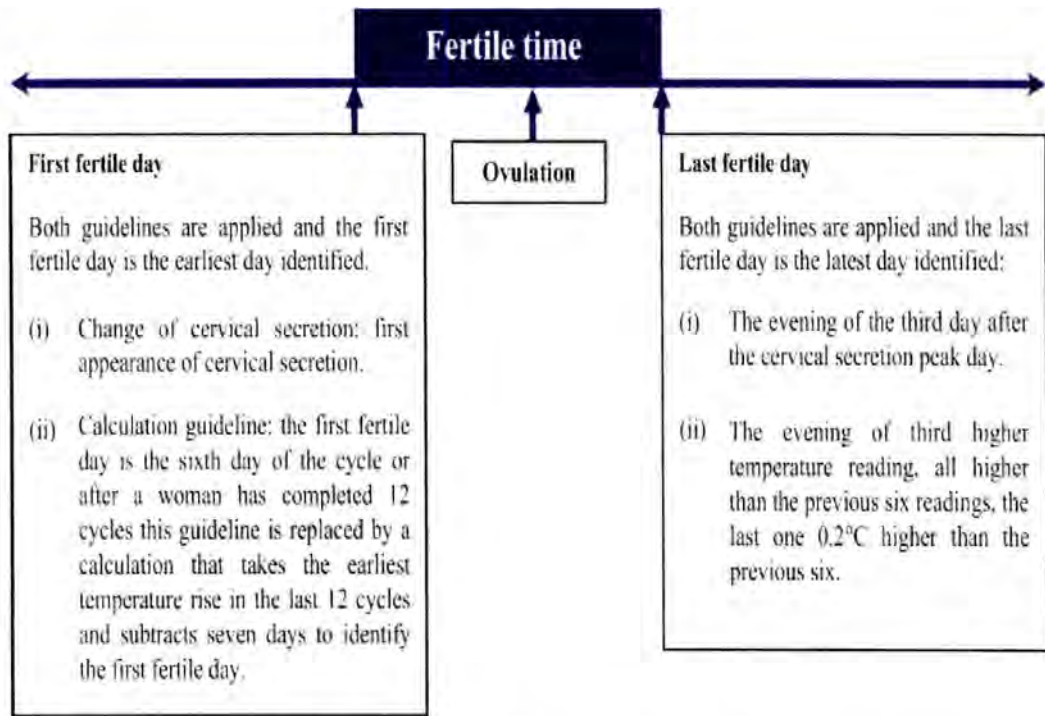 Fertile time
First fertile day
Both guidelines are applied and the first
fertile day is the earliest day identified.
(i) Change of cervical secretion: first
appearance of cervical secretion.
(ii) Calculation guideline: the first fertile
day is the sixth day of the cycle or
after a woman has completed 12
cycles this guideline is replaced by a
calculation that takes the earliest
temperature rise in the last 12 cycles
and subtracts seven days to identify
the first fertile day.
Ovulation
Last fertile day
Both guidelines are applied and the last
fertile day is the latest day identified:
(i) The evening of the third day after
the cervical secretion peak day.
(ii) The evening of third higher
temperature reading, all higher
than the previous six readings, the
last one 0.2°C higher than the
previous six.